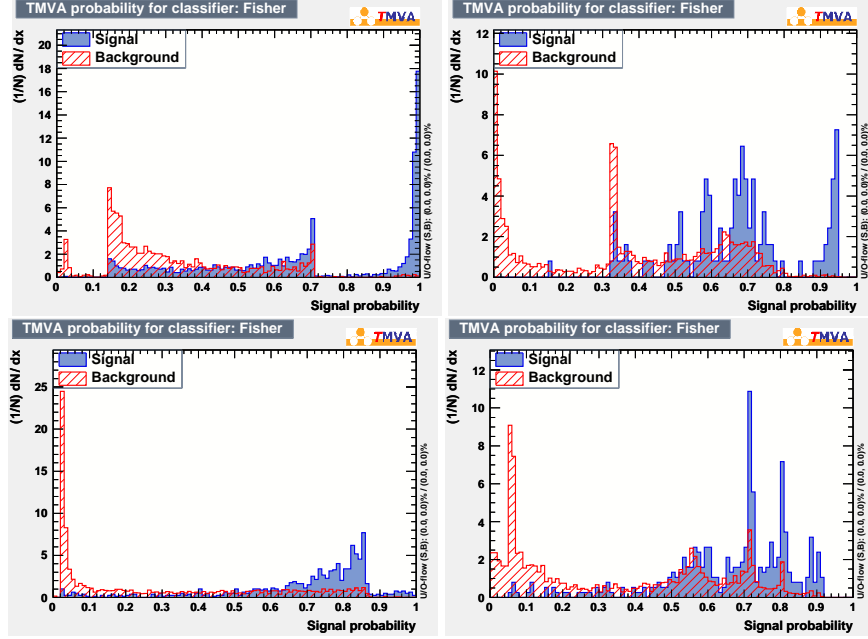 TMVA probability for classifier: Fisher
TMVA
Signal
Background
(1/N) dN / dx
20
18
16
14
12
10
8
6
4
2
0
0 0.1 0.2 0.3 0.4 0.5 0.6 0.7 0.8 0.9 1
Signal probability
U/O-flow (S,B): (0.0, 0.0)% / (0.0, 0.0)%
TMVA probability for classifier: Fisher
TMVA
Signal
Background
(1/N) dN / dx
12
10
8
6
4
2
0
0 0.1 0.2 0.3 0.4 0.5 0.6 0.7 0.8 0.9 1
Signal probability
U/O-flow (S,B): (0.0, 0.0)% / (0.0, 0.0)%
TMVA probability for classifier: Fisher
TMVA
Signal
Background
(1/N) dN / dx
25
20
15
10
5
0
0 0.1 0.2 0.3 0.4 0.5 0.6 0.7 0.8 0.9 1
Signal probability
U/O-flow (S,B): (0.0, 0.0)% / (0.0, 0.0)%
TMVA probability for classifier: Fisher
TMVA
Signal
Background
(1/N) dN / dx
12
10
8
6
4
2
0
0 0.1 0.2 0.3 0.4 0.5 0.6 0.7 0.8 0.9 1
Signal probability
U/O-flow (S,B): (0.0, 0.0)% / (0.0, 0.0)%